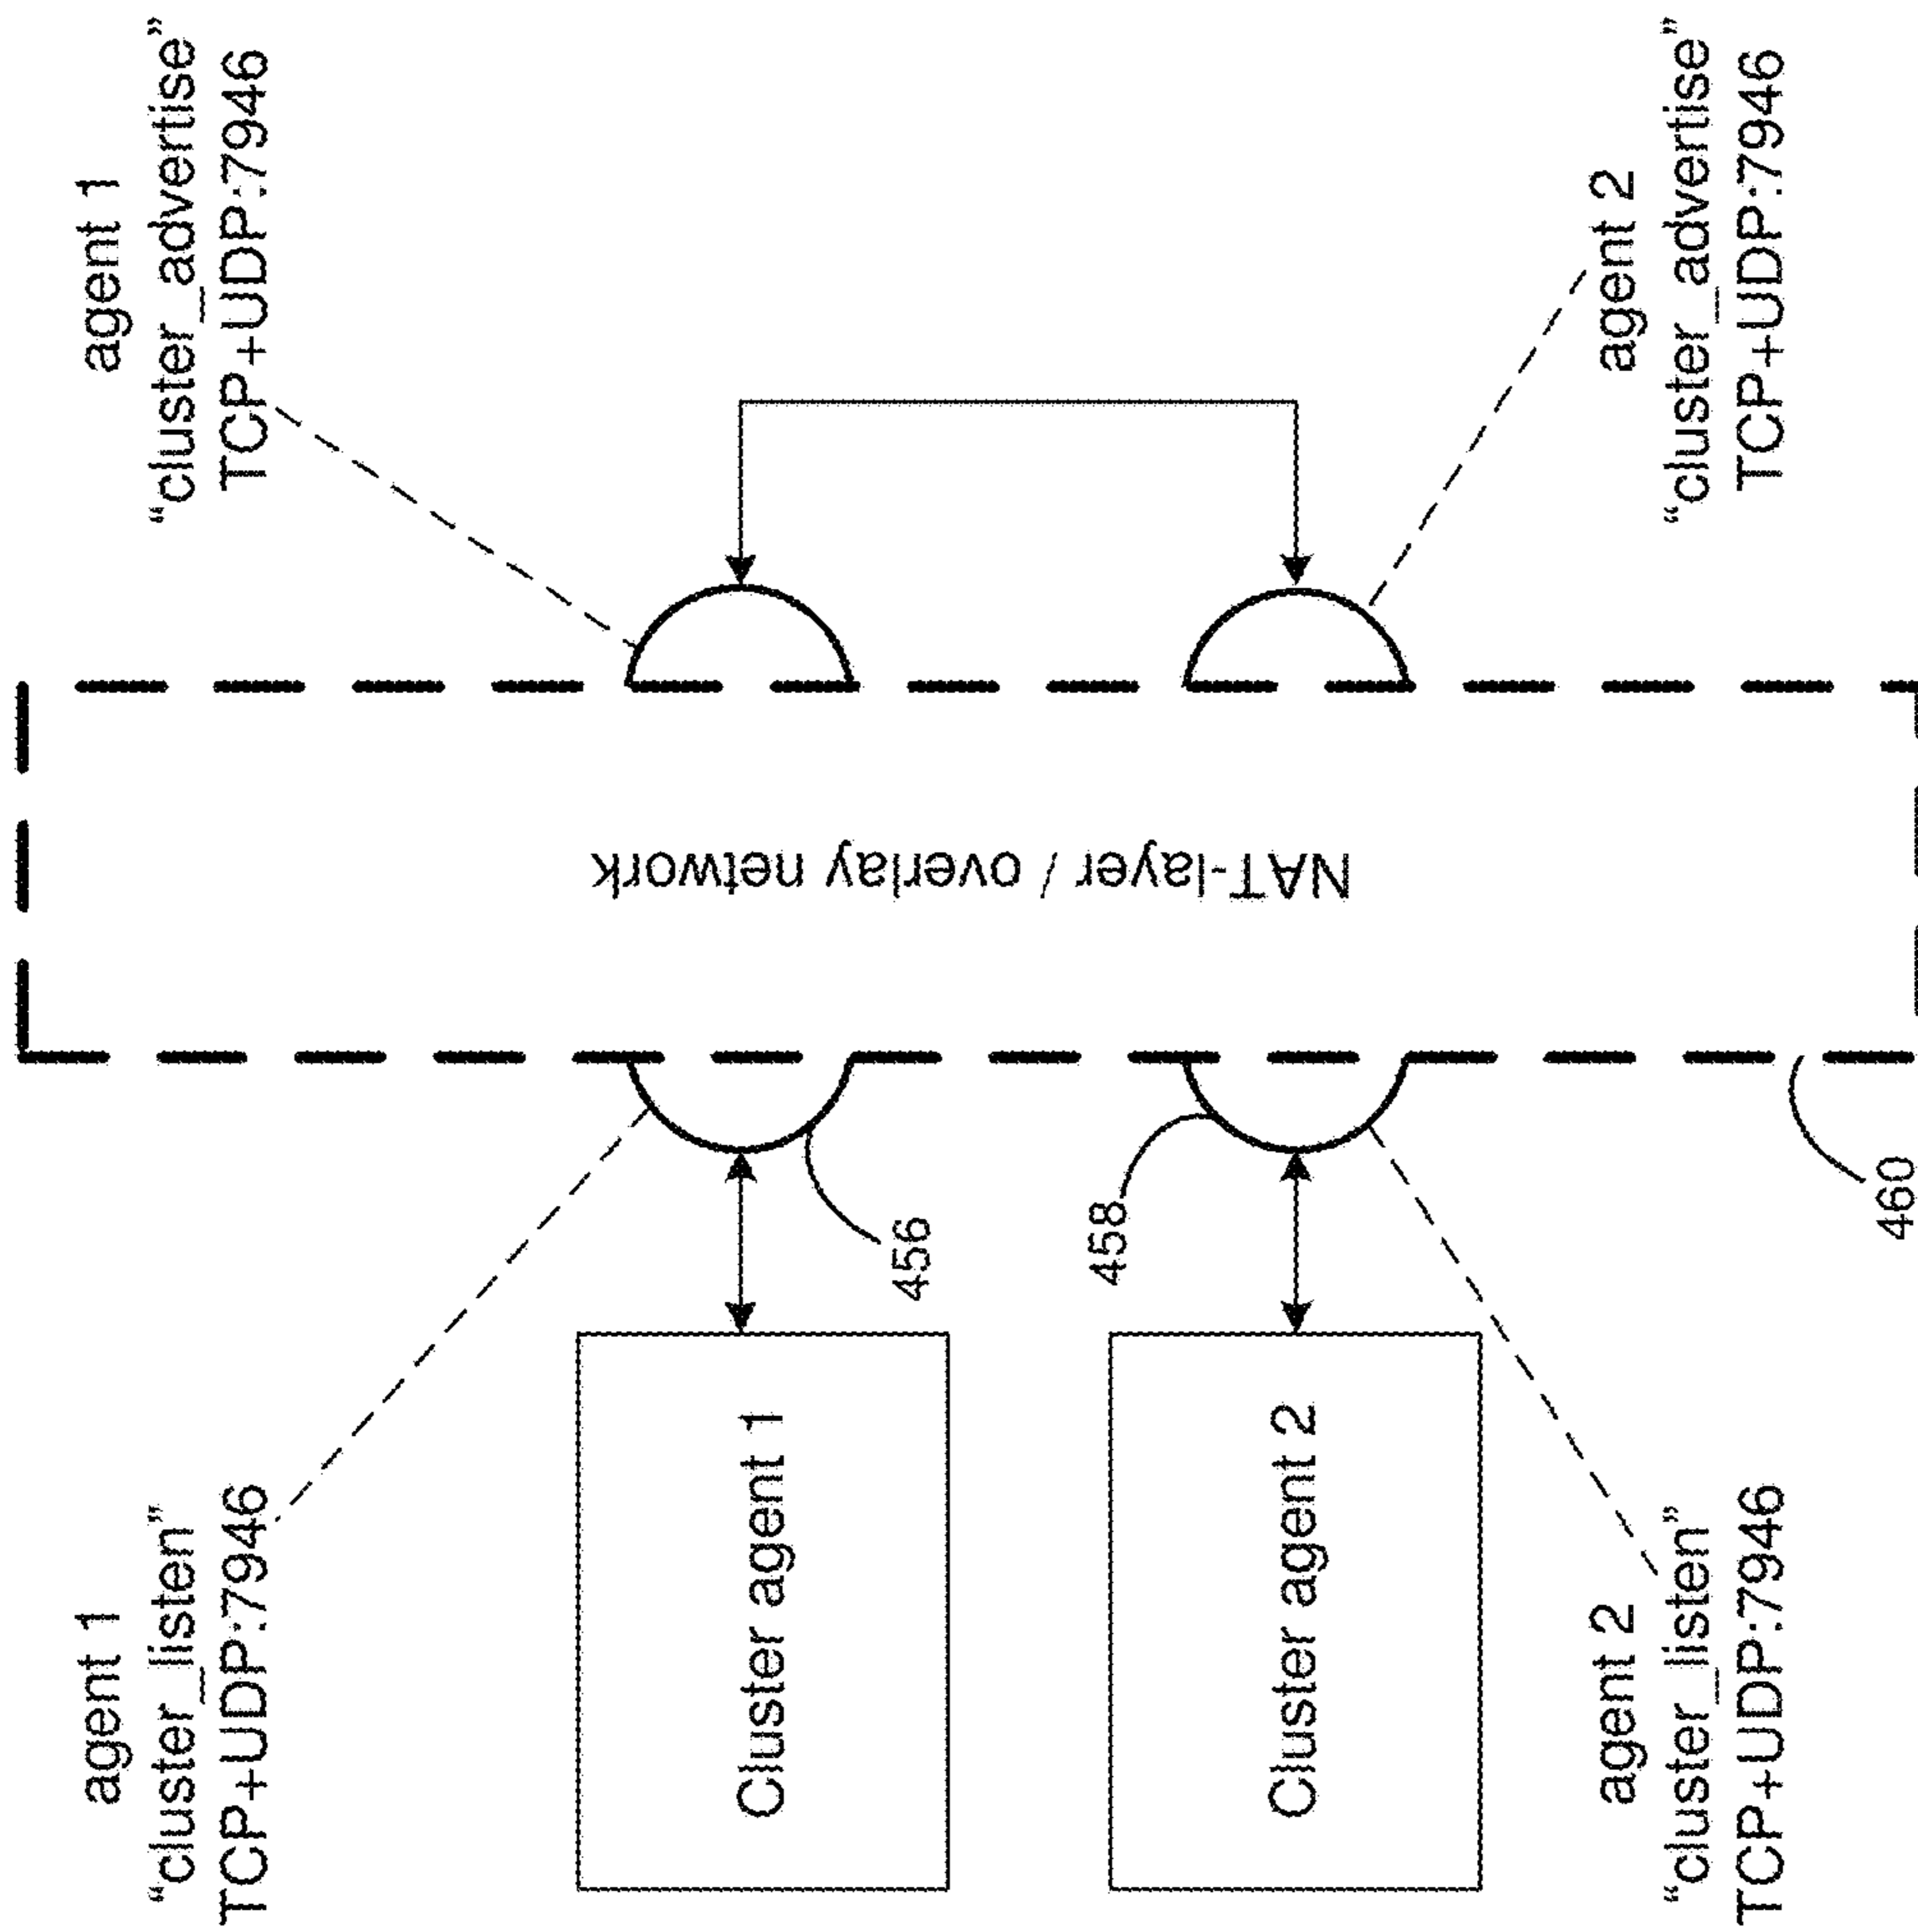 agent 1
“cluster_listen”
TCP+UDP:7946
agent 1
“cluster_advertise”
TCP+UDP:7946
Cluster agent 1
456
NAT-layer / overlay network
458
Cluster agent 2
460
agent 2
“cluster_listen”
TCP+UDP:7946
agent 2
“cluster_advertise”
TCP+UDP:7946